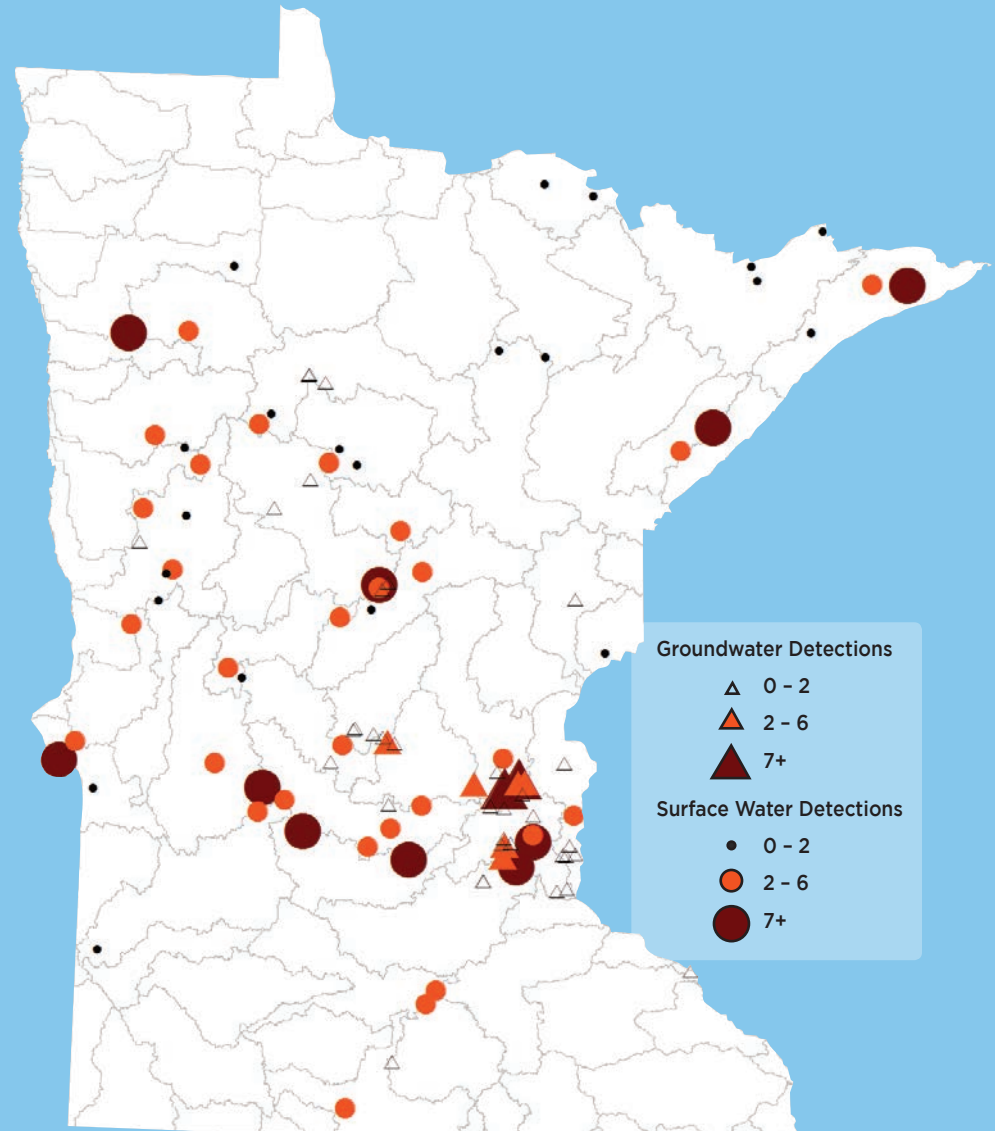 Groundwater Detections
0 – 2
2 – 6
7+
Surface Water Detections
0 – 2
2 – 6
7+